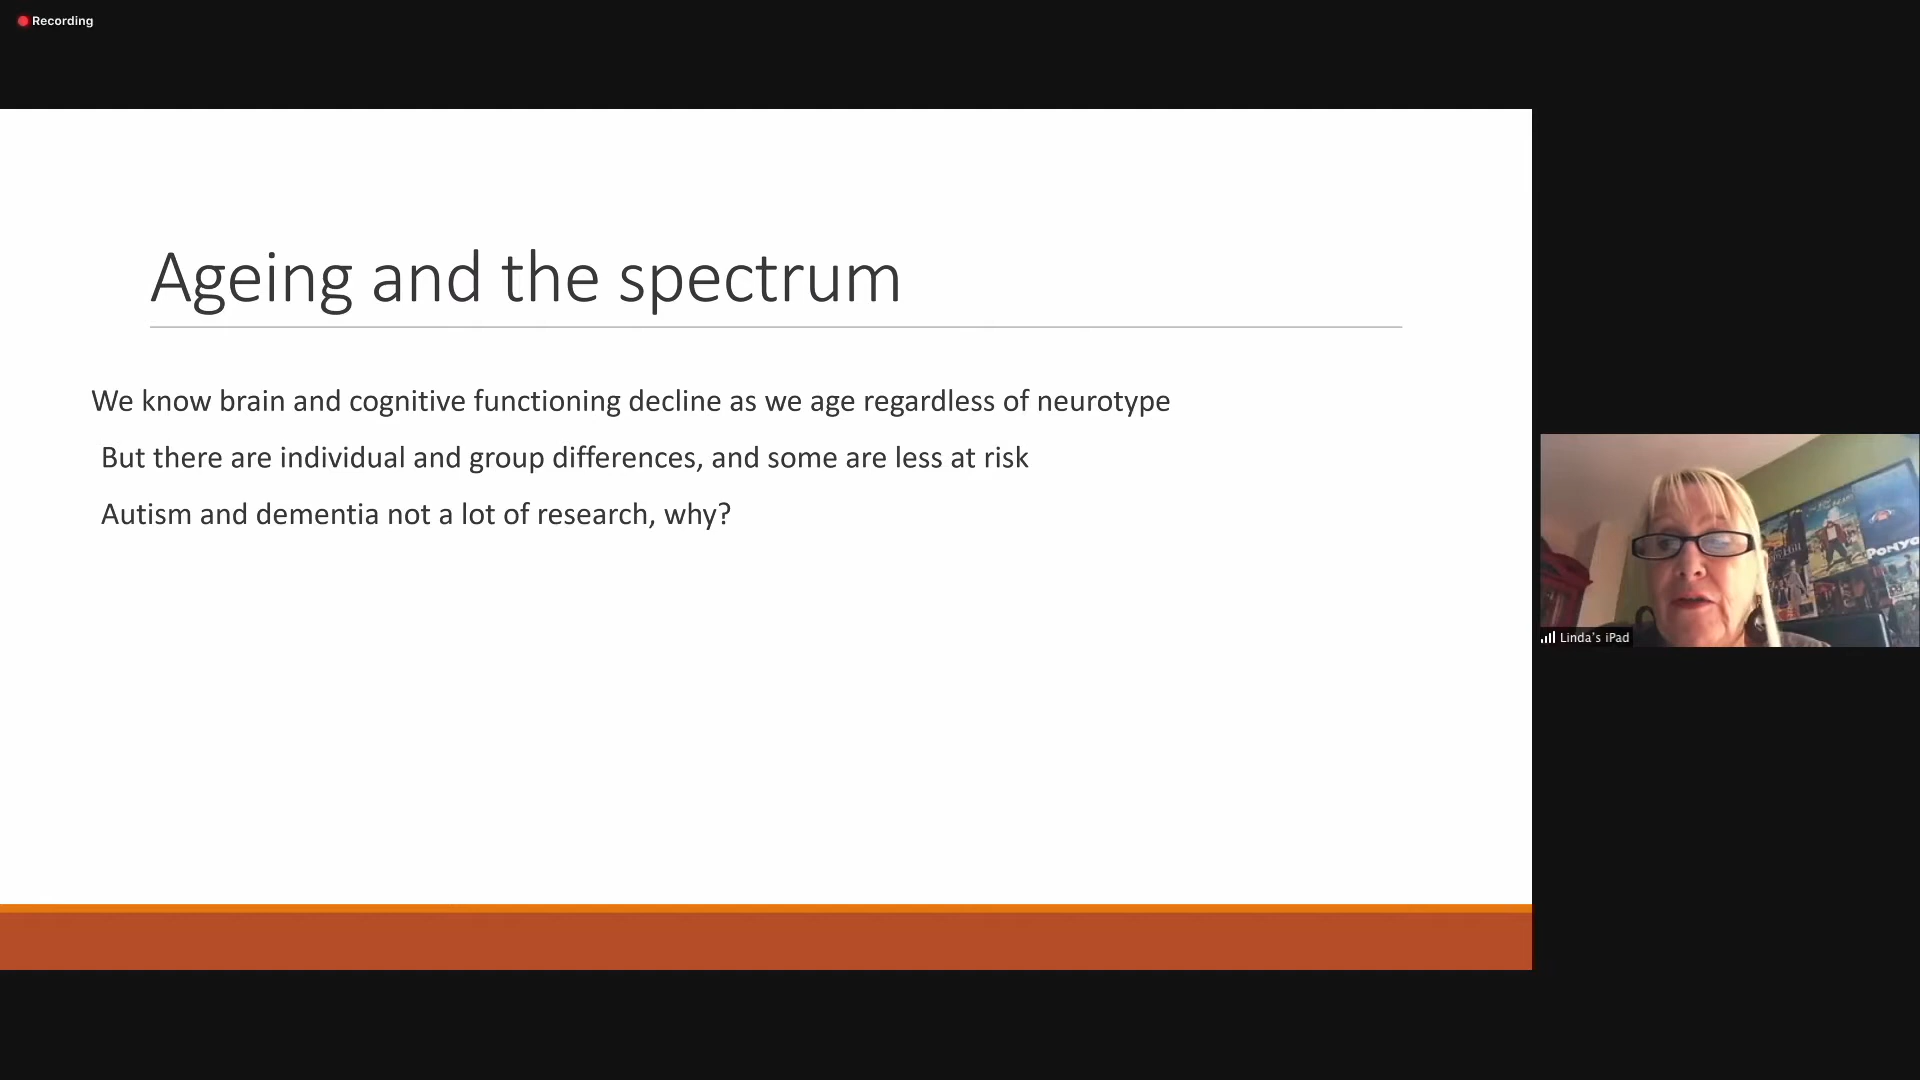 Recording
Ageing and the spectrum
We know brain and cognitive functioning decline as we age regardless of neurotype
But there are individual and group differences, and some are less at risk
Autism and dementia not a lot of research, why?
PONYO
Linda's iPad